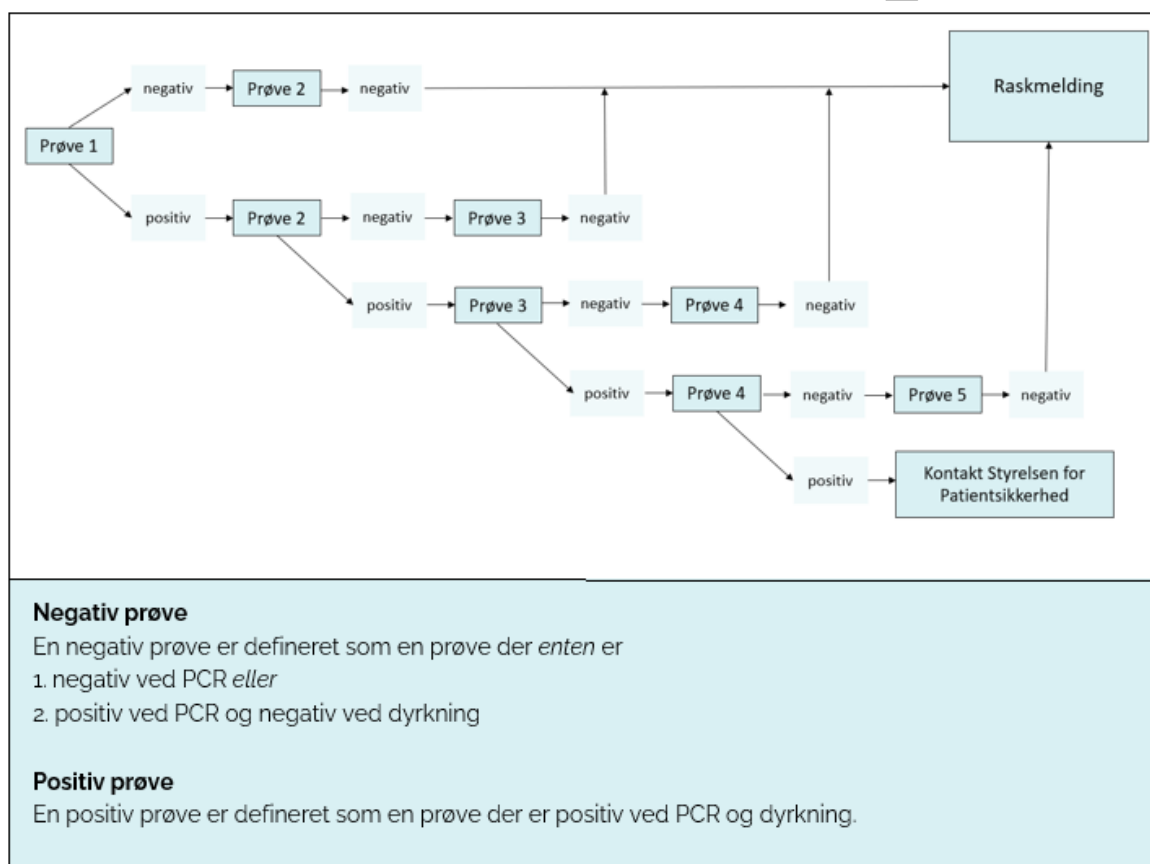 negativ
Prøve 2
negativ
Raskmelding
Prøve 1
positiv
Prøve 2
negativ
Prøve 3
negativ
positiv
Prøve 3
negativ
Prøve 4
negativ
positiv
Prøve 4
negativ
Prøve 5
negativ
positiv
Kontakt Styrelsen for
Patientsikkerhed
Negativ prøve
En negativ prøve er defineret som en prøve der enten er
1. negativ ved PCR eller
2. positiv ved PCR og negativ ved dyrkning
Positiv prøve
En positiv prøve er defineret som en prøve der er positiv ved PCR og dyrkning.